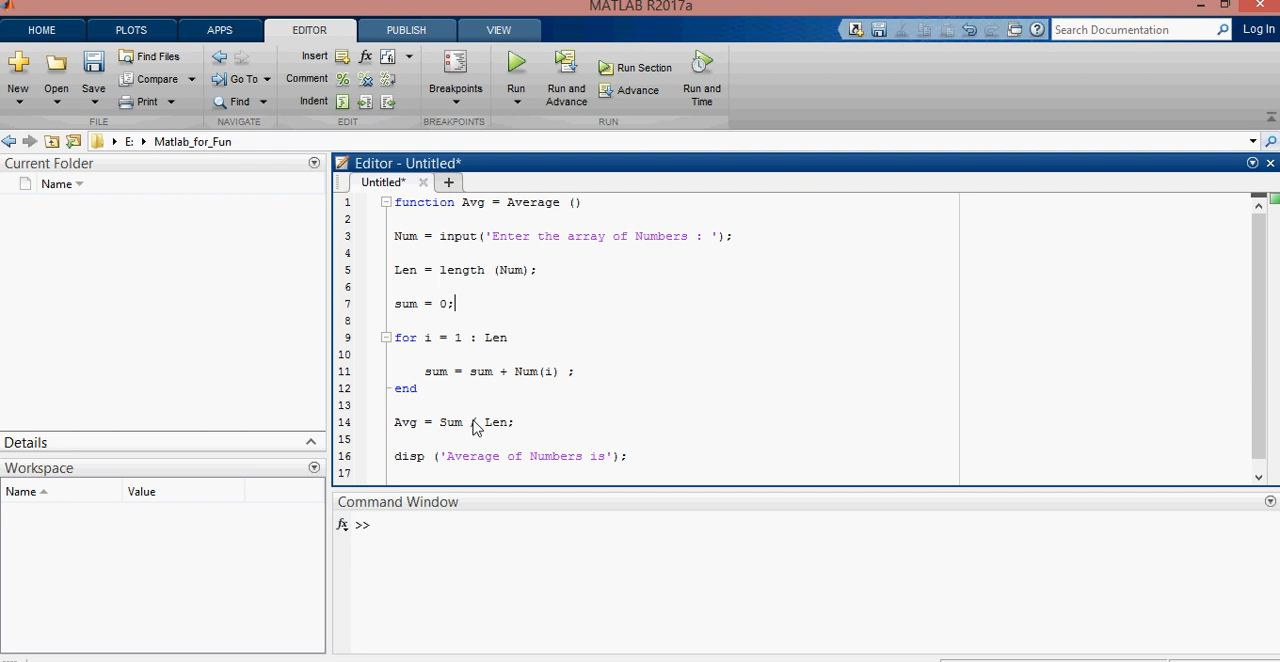 MATLAB R2017a
HOME PLOTS APPS EDITOR PUBLISH VIEW Search Documentation Log In
New Open Save Find Files Compare Print Go To Find Insert fx Comment Indent Breakpoints Run Run and Advance Run Section Advance Run and Time
FILE NAVIGATE EDIT BREAKPOINTS RUN
E: Matlab_for_Fun
Current Folder
Name
Details
Workspace
Name Value
Editor - Untitled*
Untitled* +
1 function Avg = Average ()
2
3 Num = input('Enter the array of Numbers : ');
4
5 Len = length (Num);
6
7 sum = 0;
8
9 for i = 1 : Len
10
11 sum = sum + Num(i) ;
12 end
13
14 Avg = Sum / Len;
15
16 disp ('Average of Numbers is');
17
Command Window
fx >>